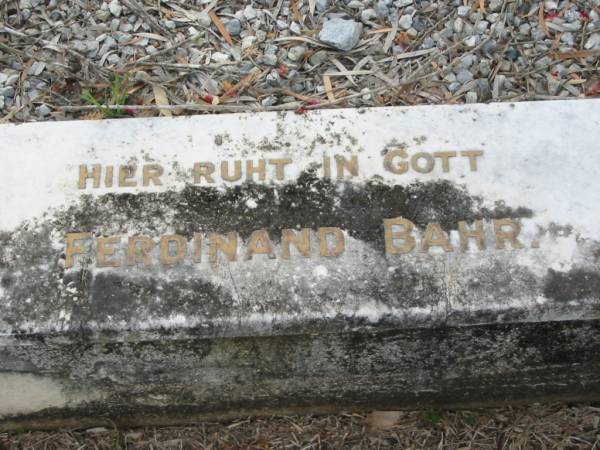 HIER RUHT IN GOTT
FERDINAND BAHR.